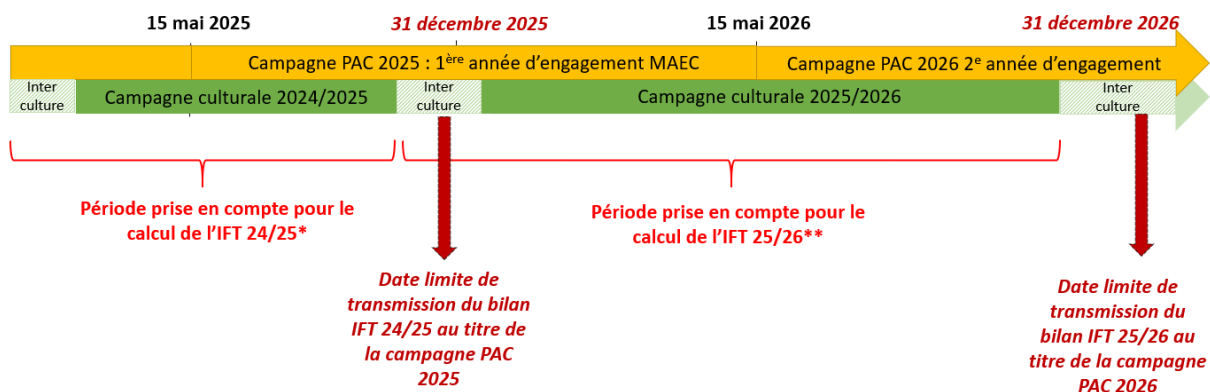 15 mai 2025
31 décembre 2025
15 mai 2026
31 décembre 2026
Campagne PAC 2025 : 1ère année d'engagement MAEC
Campagne PAC 2026 2e année d'engagement
Inter
culture
Campagne culturale 2024/2025
Inter
culture
Campagne culturale 2025/2026
Inter
culture
Période prise en compte pour le
calcul de l'IFT 24/25*
Période prise en compte pour le
calcul de l'IFT 25/26**
Date limite de
transmission du bilan
IFT 24/25 au titre de
la campagne PAC
2025
Date limite de
transmission du
bilan IFT 25/26 au
titre de la campagne
PAC 2026